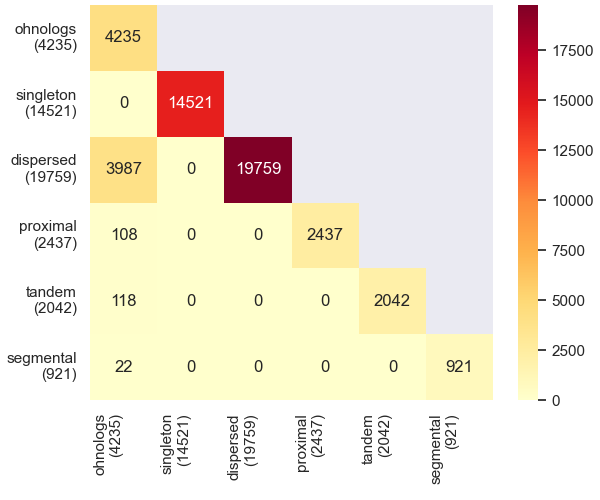 ohnologs
(4235)
4235
singleton
(14521)
0 14521
dispersed
(19759)
3987 0 19759
proximal
(2437)
108 0 0 2437
tandem
(2042)
118 0 0 0 2042
segmental
(921)
22 0 0 0 0 921
ohnologs
(4235)
singleton
(14521)
dispersed
(19759)
proximal
(2437)
tandem
(2042)
segmental
(921)
17500
15000
12500
10000
7500
5000
2500
0